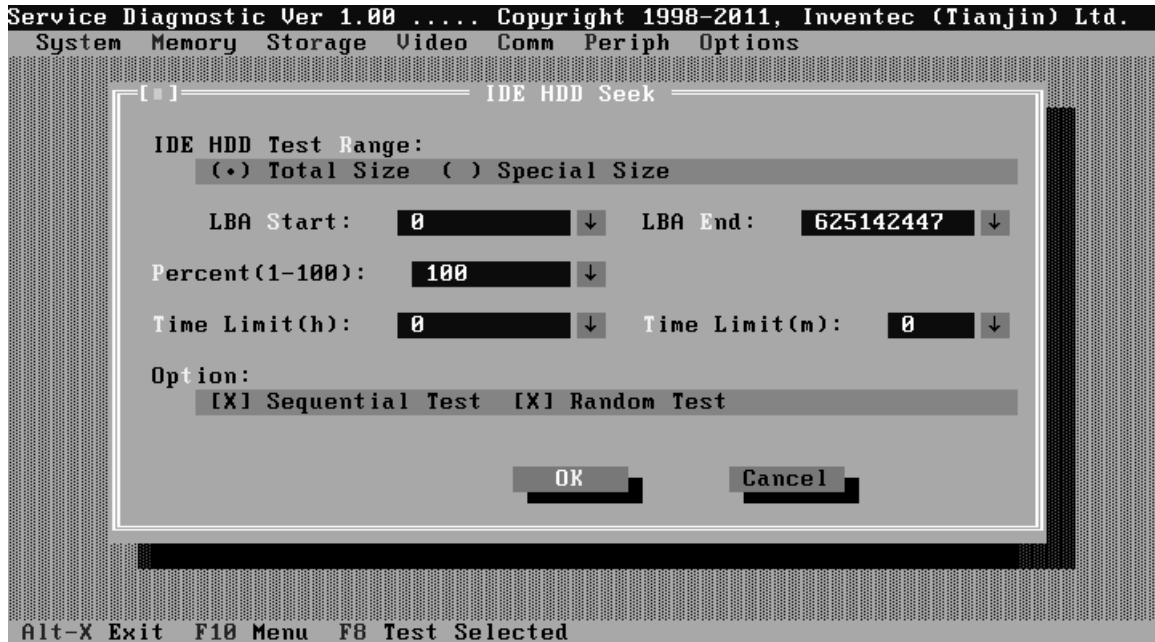 Service Diagnostic Ver 1.00 ..... Copyright 1998-2011, Inventec (Tianjin) Ltd.
System Memory Storage Video Comm Periph Options
[■] IDE HDD Seek
IDE HDD Test Range:
(•) Total Size ( ) Special Size
LBA Start: 0 ↓ LBA End: 625142447 ↓
Percent(1-100): 100 ↓
Time Limit(h): 0 ↓ Time Limit(m): 0 ↓
Option:
[X] Sequential Test [X] Random Test
OK Cancel
Alt-X Exit F10 Menu F8 Test Selected